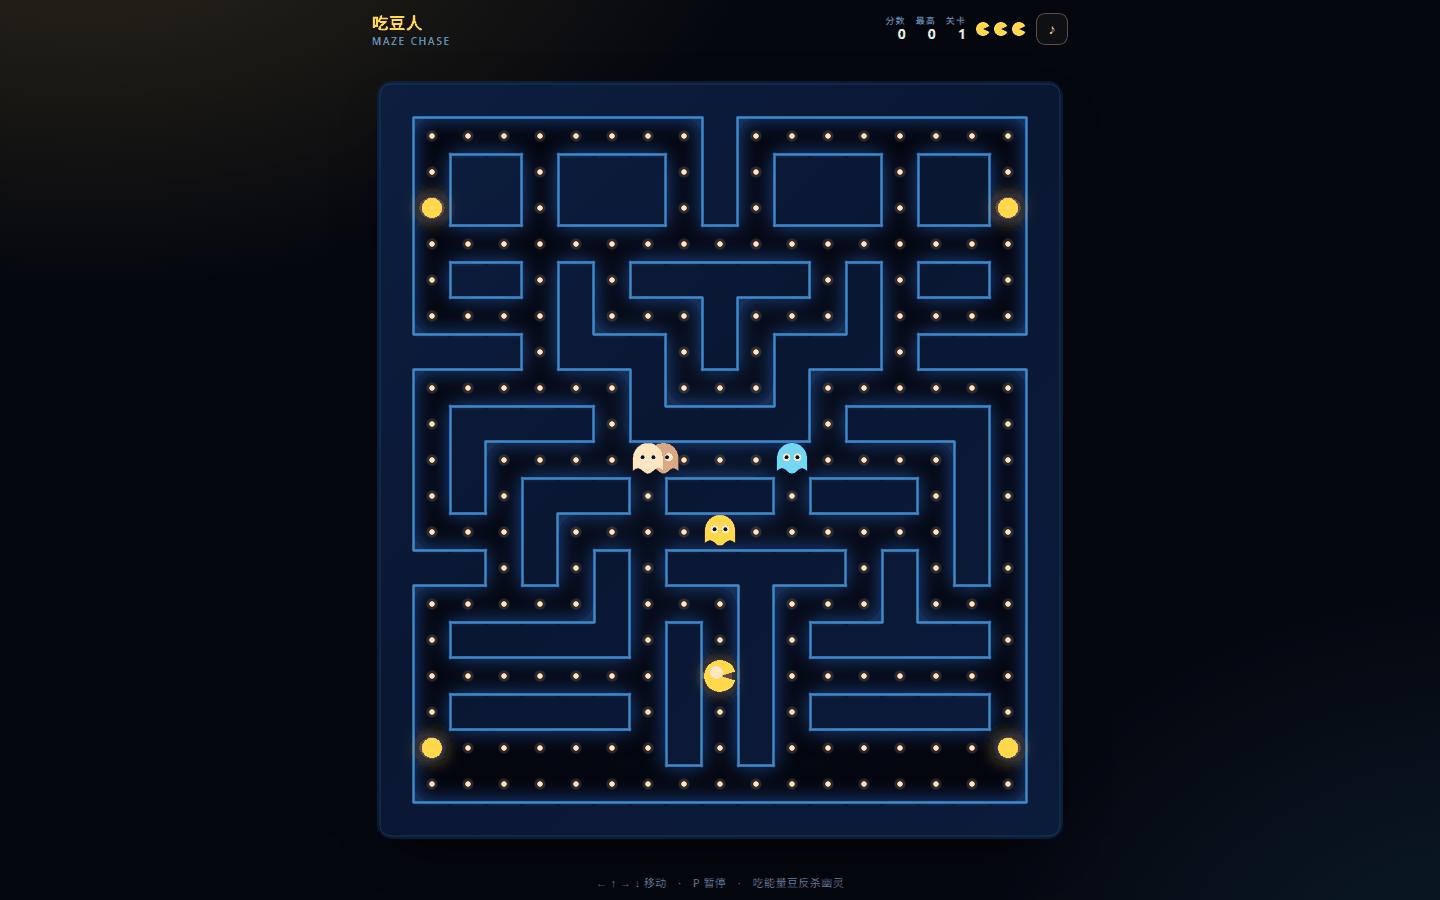 吃豆人
MAZE CHASE
分数 最高 关卡
0 0 1
♪
← ↑ → ↓ 移动 · P 暂停 · 吃能量豆反杀幽灵